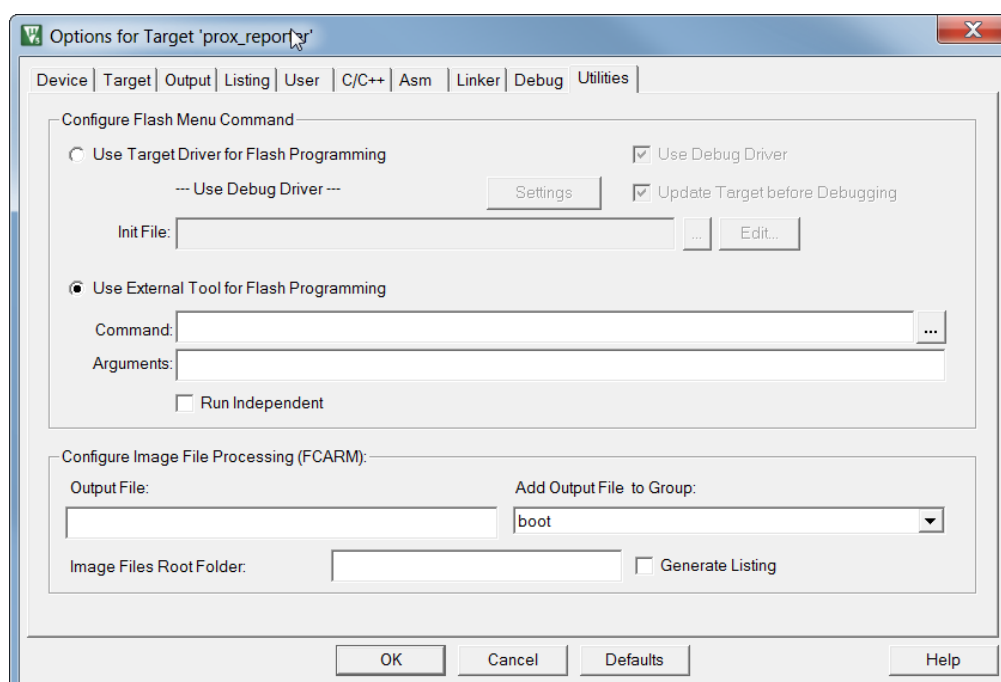 Options for Target 'prox_reporter'
Device Target Output Listing User C/C++ Asm Linker Debug Utilities
Configure Flash Menu Command
Use Target Driver for Flash Programming Use Debug Driver
--- Use Debug Driver --- Settings Update Target before Debugging
Init File: ... Edit...
Use External Tool for Flash Programming
Command: ...
Arguments:
Run Independent
Configure Image File Processing (FCARM):
Output File: Add Output File to Group:
boot
Image Files Root Folder: Generate Listing
OK Cancel Defaults Help